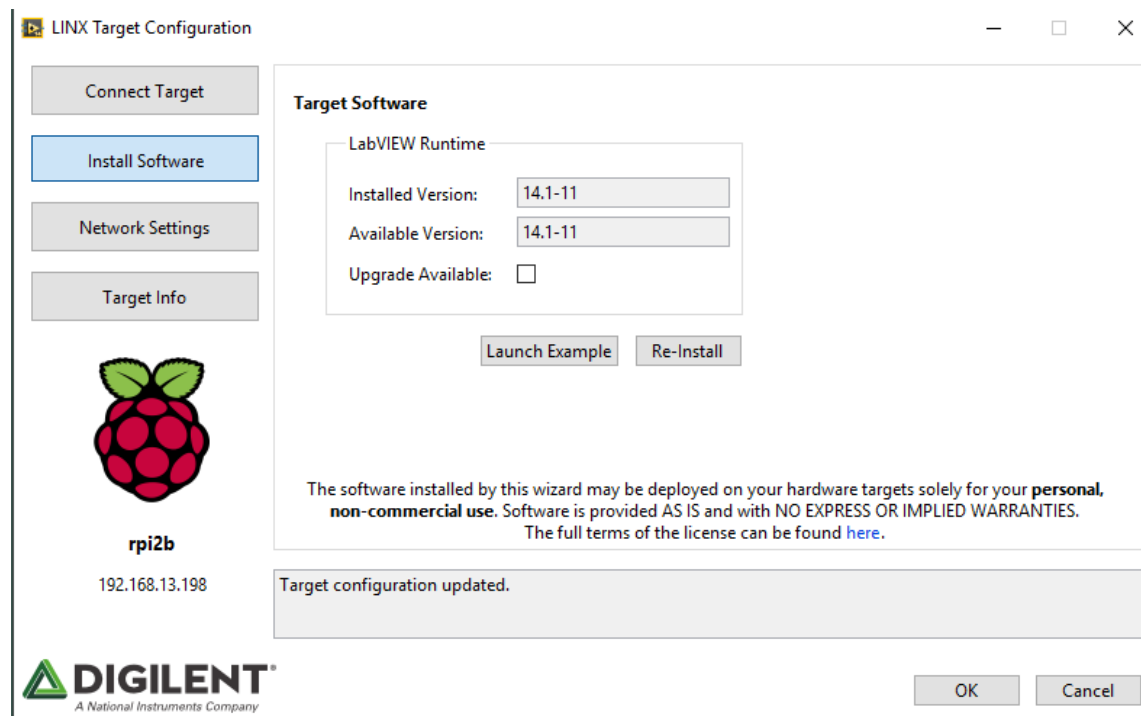 LINX Target Configuration
Connect Target
Install Software
Network Settings
Target Info
rpi2b
192.168.13.198
Target Software
LabVIEW Runtime
Installed Version: 14.1-11
Available Version: 14.1-11
Upgrade Available:
Launch Example Re-Install
The software installed by this wizard may be deployed on your hardware targets solely for your personal,
non-commercial use. Software is provided AS IS and with NO EXPRESS OR IMPLIED WARRANTIES.
The full terms of the license can be found here.
Target configuration updated.
DIGILENT®
A National Instruments Company
OK Cancel